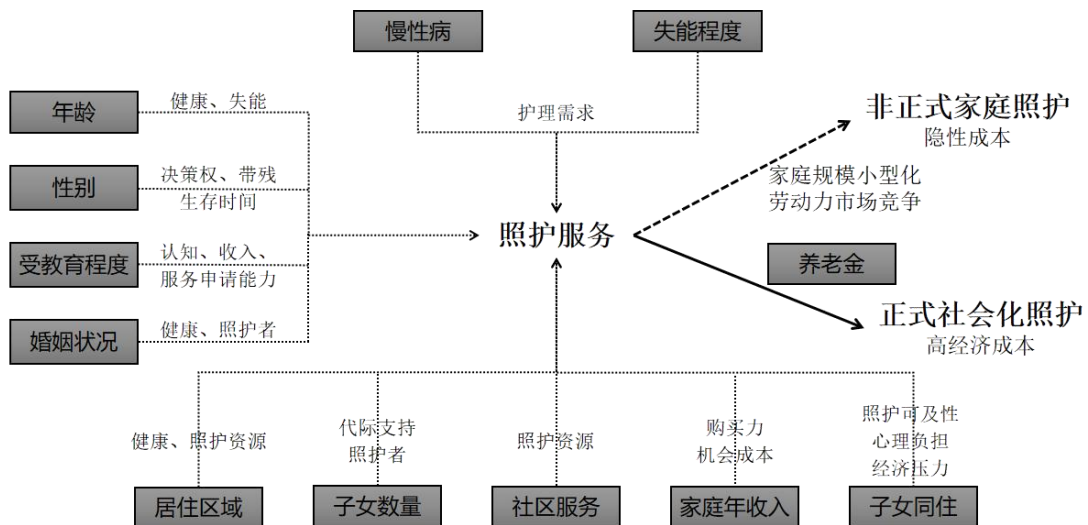 慢性病
失能程度
年龄
健康、失能
护理需求
非正式家庭照护
隐性成本
性别
决策权、带残
生存时间
家庭规模小型化
劳动力市场竞争
照护服务
受教育程度
认知、收入、
服务申请能力
养老金
婚姻状况
健康、照护者
正式社会化照护
高经济成本
健康、照护资源
代际支持
照护者
照护资源
购买力
机会成本
照护可及性
心理负担
经济压力
居住区域
子女数量
社区服务
家庭年收入
子女同住